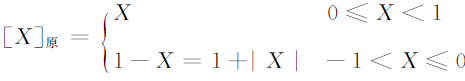 [X]原 = { X 0 ⩽ X < 1
1 − X = 1 + | X | −1 < X ⩽ 0